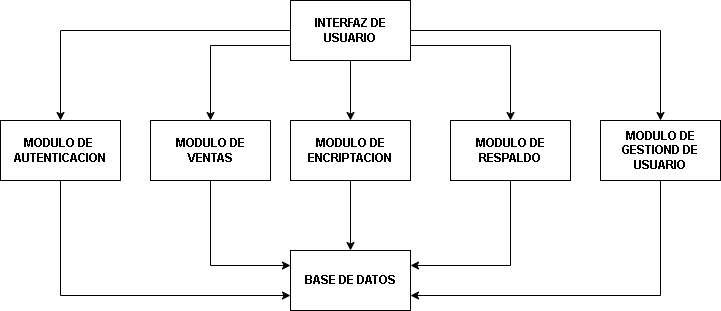 INTERFAZ DE
USUARIO
MODULO DE
AUTENTICACION
MODULO DE
VENTAS
MODULO DE
ENCRIPTACION
MODULO DE
RESPALDO
MODULO DE
GESTIOND DE
USUARIO
BASE DE DATOS